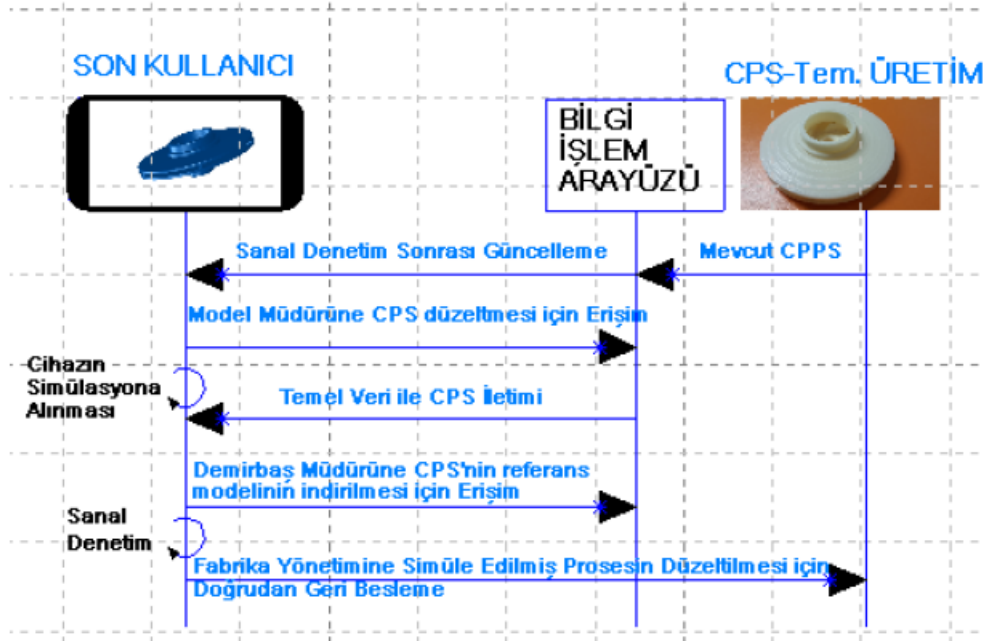 SON KULLANICI
CPS-Tem. ÜRETİM
BİLGİ
İŞLEM
ARAYÜZÜ
Sanal Denetim Sonrası Güncelleme
Mevcut CPPS
Model Müdürüne CPS düzeltmesi için Erişim
Cihazın
Simülasyona
Alınması
Temel Veri ile CPS İletimi
Demirbaş Müdürüne CPS'nin referans
modelinin indirilmesi için Erişim
Sanal
Denetim
Fabrika Yönetimine Simüle Edilmiş Prosesin Düzeltilmesi için
Doğrudan Geri Besleme